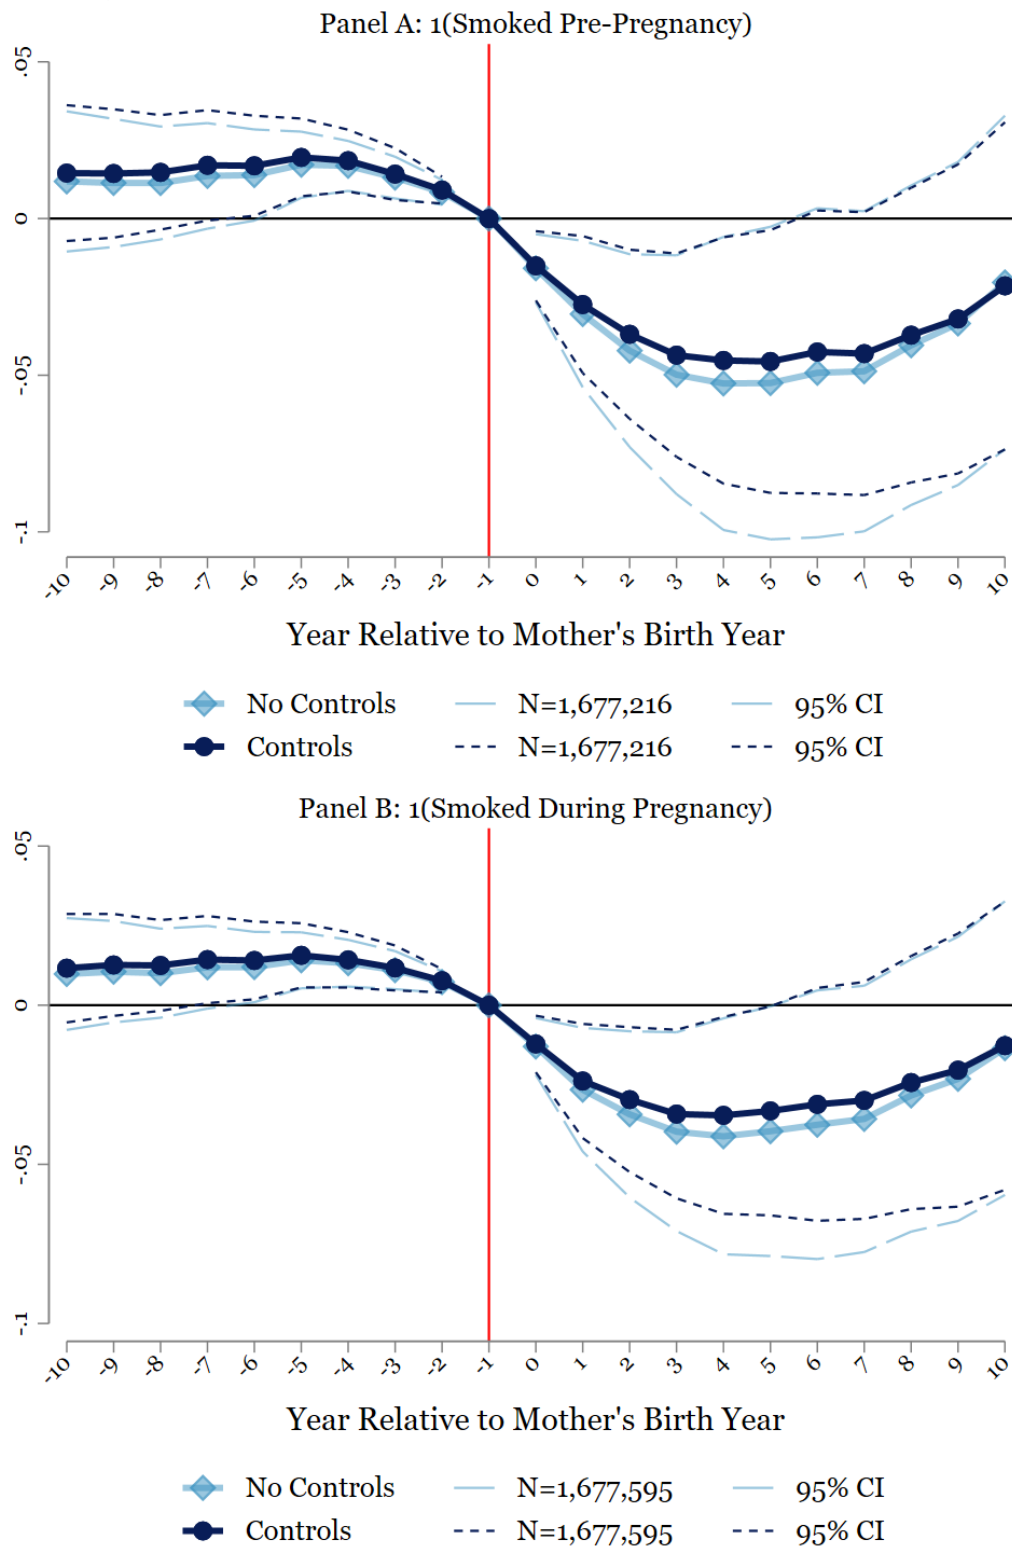 Panel A: 1(Smoked Pre-Pregnancy)
.05
0
-.05
-.1
-10 -9 -8 -7 -6 -5 -4 -3 -2 -1 0 1 2 3 4 5 6 7 8 9 10
Year Relative to Mother's Birth Year
No Controls N=1,677,216 95% CI
Controls N=1,677,216 95% CI
Panel B: 1(Smoked During Pregnancy)
.05
0
-.05
-.1
-10 -9 -8 -7 -6 -5 -4 -3 -2 -1 0 1 2 3 4 5 6 7 8 9 10
Year Relative to Mother's Birth Year
No Controls N=1,677,595 95% CI
Controls N=1,677,595 95% CI